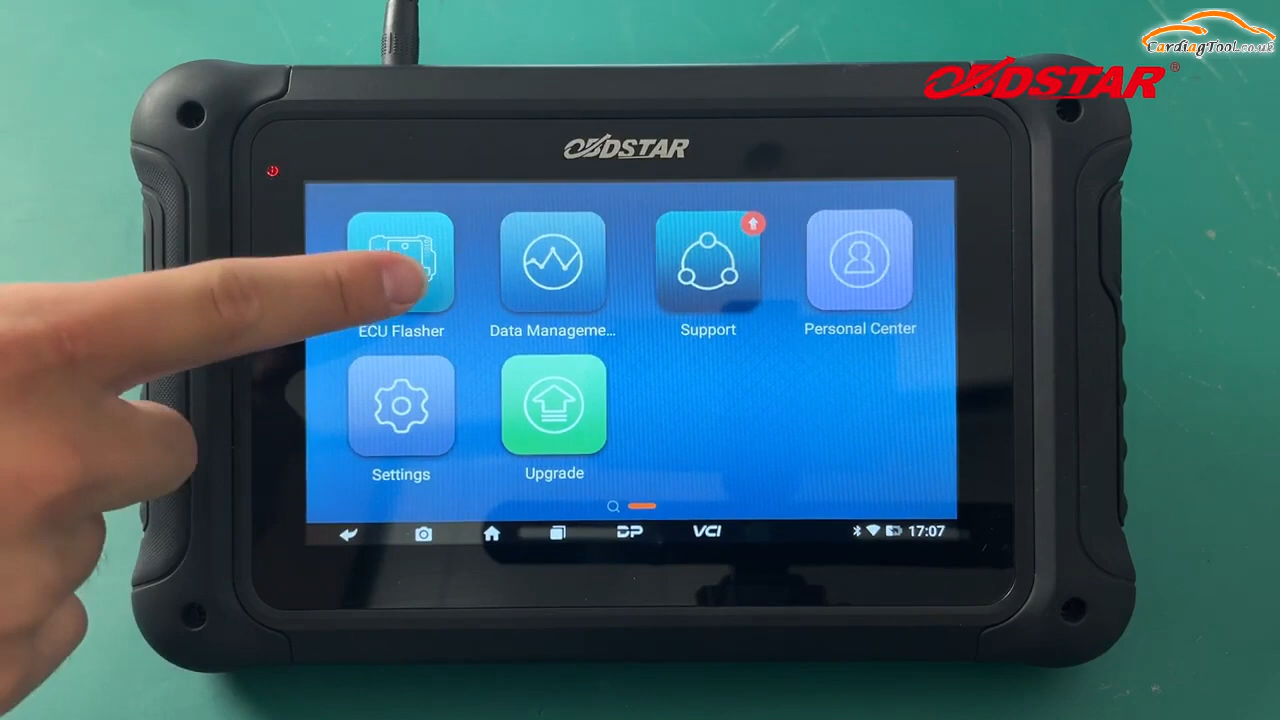 CardiagTool.co.uk
OBDSTAR®
OBDSTAR
ECU Flasher
Data Manageme...
Support
Personal Center
Settings
Upgrade
DP
VCI
17:07